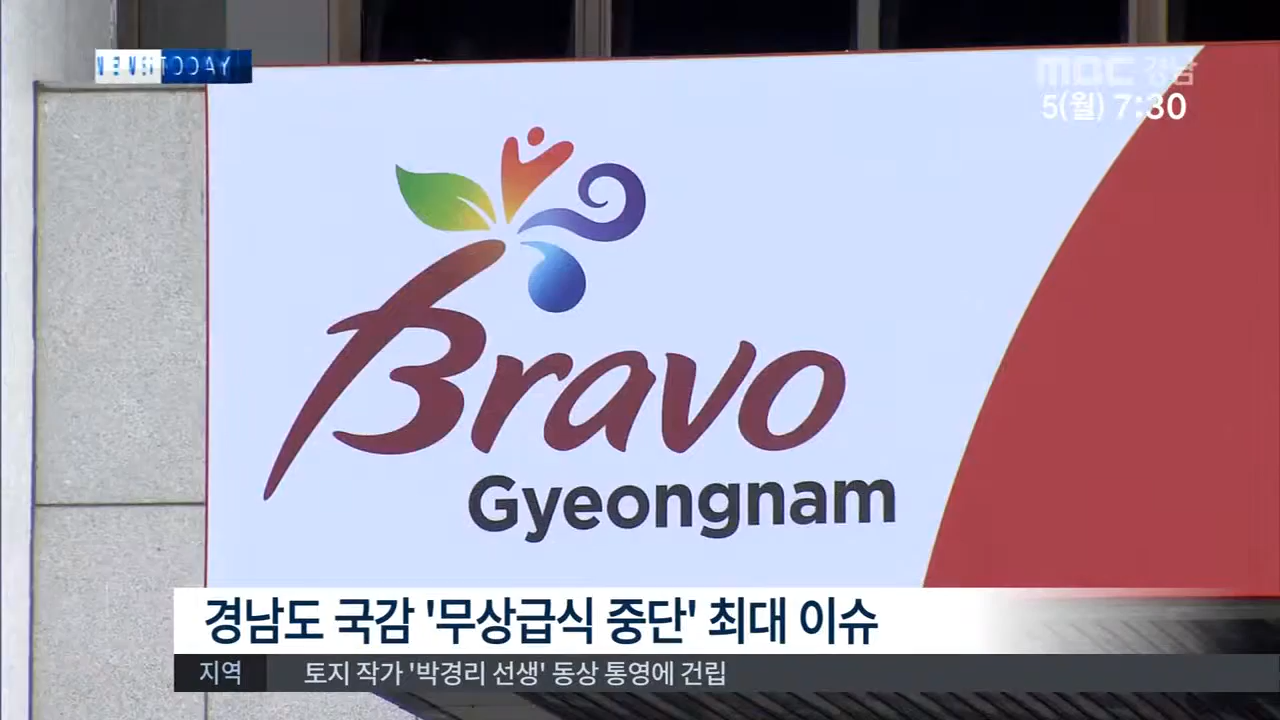 NEWS TODAY
MBC 경남
5(월) 7:30
Bravo
Gyeongnam
경남도 국감 '무상급식 중단' 최대 이슈
지역 토지 작가 '박경리 선생' 동상 통영에 건립